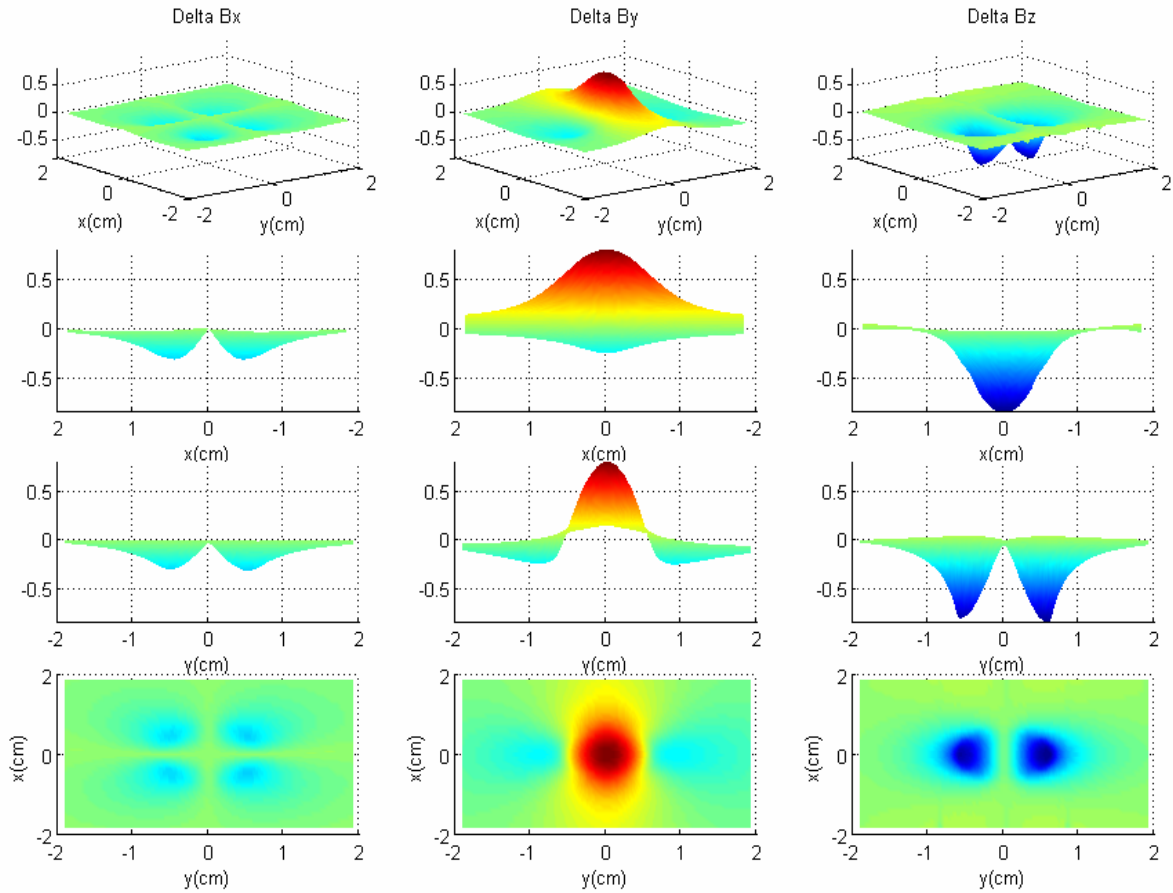 Delta Bx Delta By Delta Bz
0.5 0.5 0.5
0 0 0
-0.5 -0.5 -0.5
2 2 2 2 2 2
0 0 0 0 0 0
x(cm) -2 -2 y(cm) x(cm) -2 -2 y(cm) x(cm) -2 -2 y(cm)
0.5 0.5 0.5
0 0 0
-0.5 -0.5 -0.5
2 1 0 -1 -2 2 1 0 -1 -2 2 1 0 -1 -2
x(cm) x(cm) x(cm)
0.5 0.5 0.5
0 0 0
-0.5 -0.5 -0.5
-2 -1 0 1 2 -2 -1 0 1 2 -2 -1 0 1 2
y(cm) y(cm) y(cm)
2 2 2
x(cm) 0 x(cm) 0 x(cm) 0
-2 -2 -2
-2 -1 0 1 2 -2 -1 0 1 2 -2 -1 0 1 2
y(cm) y(cm) y(cm)